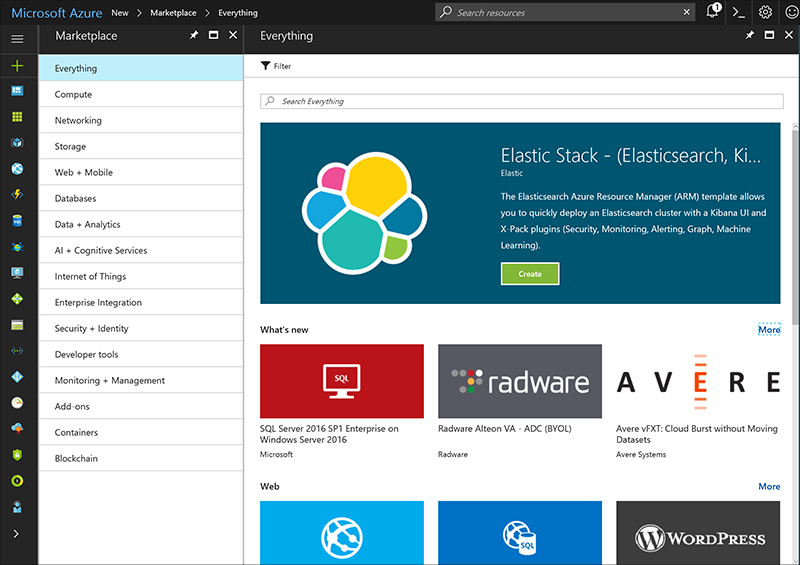 Microsoft Azure New > Marketplace > Everything
Search resources
1
Marketplace
Everything
Compute
Networking
Storage
Web + Mobile
Databases
Data + Analytics
AI + Cognitive Services
Internet of Things
Enterprise Integration
Security + Identity
Developer tools
Monitoring + Management
Add-ons
Containers
Blockchain
Everything
Filter
Search Everything
Elastic Stack - (Elasticsearch, Ki...
Elastic
The Elasticsearch Azure Resource Manager (ARM) template allows
you to quickly deploy an Elasticsearch cluster with a Kibana UI and
X-Pack plugins (Security, Monitoring, Alerting, Graph, Machine
Learning).
Create
What's new
More
SQL
SQL Server 2016 SP1 Enterprise on
Windows Server 2016
Microsoft
radware
Radware Alteon VA - ADC (BYOL)
Radware
AVERE
Avere vFXT: Cloud Burst without Moving
Datasets
Avere Systems
Web
More
SQL
WORDPRESS